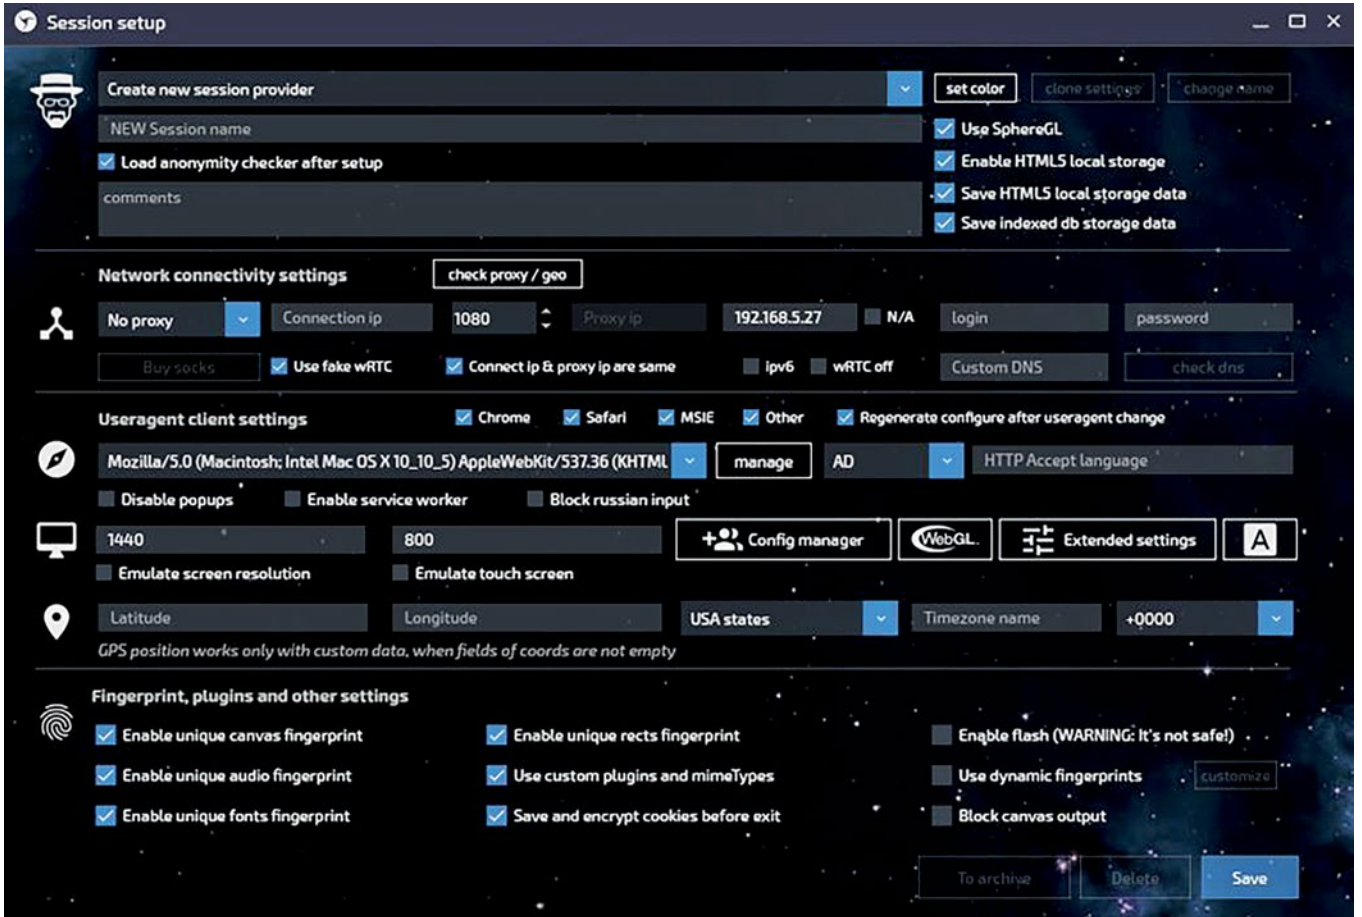 Session setup
Create new session provider
set color
clone settings
change name
NEW Session name
Use SphereGL
Load anonymity checker after setup
Enable HTML5 local storage
comments
Save HTML5 local storage data
Save indexed db storage data
Network connectivity settings
check proxy / geo
No proxy
Connection ip
1080
Proxy ip
192.168.5.27
N/A
login
password
Buy socks
Use fake wRTC
Connect ip & proxy ip are same
ipv6
wRTC off
Custom DNS
check dns
Useragent client settings
Chrome
Safari
MSIE
Other
Regenerate configure after useragent change
Mozilla/5.0 (Macintosh; Intel Mac OS X 10_10_5) AppleWebKit/537.36 (KHTML
manage
AD
HTTP Accept language
Disable popups
Enable service worker
Block russian input
1440
800
Config manager
WebGL
Extended settings
A
Emulate screen resolution
Emulate touch screen
Latitude
Longitude
USA states
Timezone name
+0000
GPS position works only with custom data, when fields of coords are not empty
Fingerprint, plugins and other settings
Enable unique canvas fingerprint
Enable unique rects fingerprint
Enable flash (WARNING: It's not safe!)
Enable unique audio fingerprint
Use custom plugins and mimeTypes
Use dynamic fingerprints
customize
Enable unique fonts fingerprint
Save and encrypt cookies before exit
Block canvas output
To archive
Delete
Save